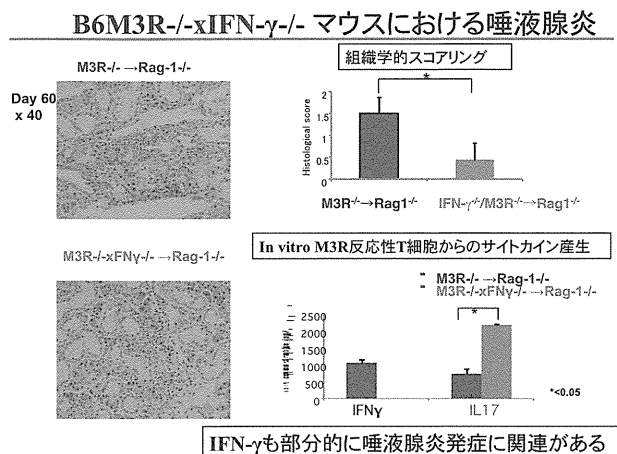 B6M3R-/-xIFN-γ-/- マウスにおける唾液腺炎
M3R-/- →Rag-1-/-
Day 60
x 40
組織学的スコアリング
*
Histological score
2
1.5
1
0.5
0
M3R-/-→Rag1-/-
IFN-γ-/-/M3R-/-→Rag1-/-
M3R-/-xFNγ-/- →Rag-1-/-
In vitro M3R反応性T細胞からのサイトカイン産生
M3R-/- →Rag-1-/-
M3R-/-xFNγ-/- →Rag-1-/-
*
2500
2000
1500
1000
500
0
IFNγ
IL17
*<0.05
IFN-γも部分的に唾液腺炎発症に関連がある